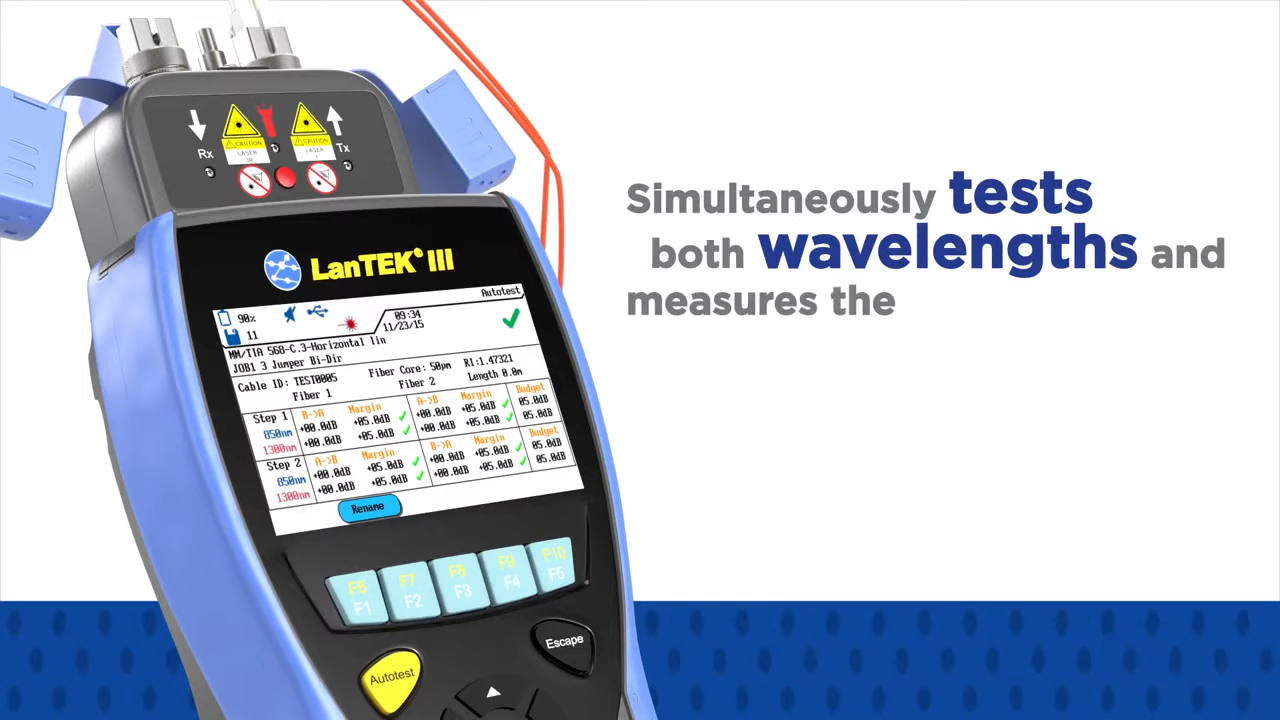 Rx
CAUTION
LASER
CAUTION
LASER
1
Tx
LanTEK® III
90%
11
09:34
11/23/15
Autotest
MM/TIA 568-C.3-Horizontal lin
JOB1 3 Jumper Bi-Dir
Cable ID: TEST0005
Fiber Core: 50µm
RI:1.47321
Fiber 1
Fiber 2
Length 0.0m
Step 1 B->A Margin A->B Margin Budget
850nm +00.0dB +05.0dB +00.0dB +05.0dB 05.0dB
1300nm +00.0dB +05.0dB +00.0dB +05.0dB 05.0dB
Step 2 A->B Margin B->A Margin Budget
850nm +00.0dB +05.0dB +00.0dB +05.0dB 05.0dB
1300nm +00.0dB +05.0dB +00.0dB +05.0dB 05.0dB
Rename
F6 F7 F8 F9 F10
F1 F2 F3 F4 F5
Autotest
Escape
Simultaneously tests
both wavelengths and
measures the